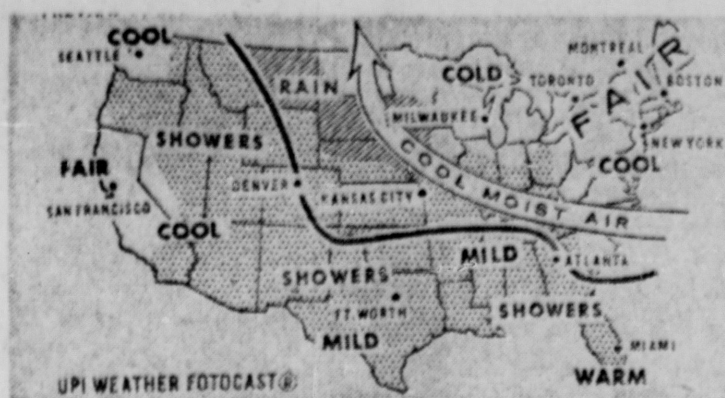 COOL
SEATTLE
MONTREAL
FAIR
COLD
TORONTO
BOSTON
RAIN
MILWAUKEE
NEW YORK
SHOWERS
COOL MOIST AIR
COOL
FAIR
DENVER
KANSAS CITY
SAN FRANCISCO
COOL
MILD
ATLANTA
SHOWERS
FT. WORTH
SHOWERS
MILD
MIAMI
WARM
UPI WEATHER FOTOCAST®